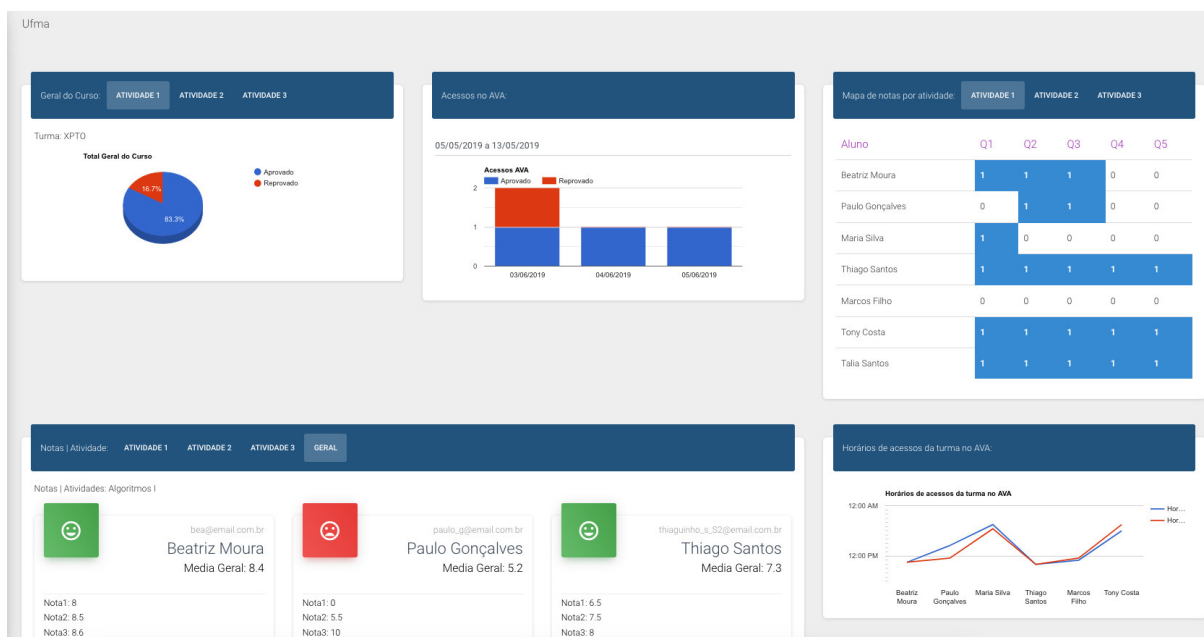 Ufma
Geral do Curso: ATIVIDADE 1 ATIVIDADE 2 ATIVIDADE 3
Turma: XPTO
Total Geral do Curso
Aprovado
Reprovado
16.7%
83.3%
Acessos no AVA:
05/05/2019 a 13/05/2019
Acessos AVA
Aprovado Reprovado
2
1
0
03/06/2019 04/06/2019 05/06/2019
Mapa de notas por atividade: ATIVIDADE 1 ATIVIDADE 2 ATIVIDADE 3
Aluno Q1 Q2 Q3 Q4 Q5
Beatriz Moura 1 1 1 0 0
Paulo Gonçalves 0 1 1 0 0
Maria Silva 1 0 0 0 0
Thiago Santos 1 1 1 1 1
Marcos Filho 0 0 0 0 0
Tony Costa 1 1 1 1 1
Talia Santos 1 1 1 1 1
Notas | Atividade: ATIVIDADE 1 ATIVIDADE 2 ATIVIDADE 3 GERAL
Notas | Atividades: Algoritmos I
bea@email.com.br
Beatriz Moura
Media Geral: 8.4
Nota1: 8
Nota2: 8.5
Nota3: 8.6
paulo_g@email.com.br
Paulo Gonçalves
Media Geral: 5.2
Nota1: 0
Nota2: 5.5
Nota3: 10
thiaguinho_s_S2@email.com.br
Thiago Santos
Media Geral: 7.3
Nota1: 6.5
Nota2: 7.5
Nota3: 8
Horários de acessos da turma no AVA:
Horários de acessos da turma no AVA
12:00 AM
12:00 PM
Hor...
Hor...
Beatriz Paulo Maria Silva Thiago Marcos Tony Costa
Moura Gonçalves Santos Filho